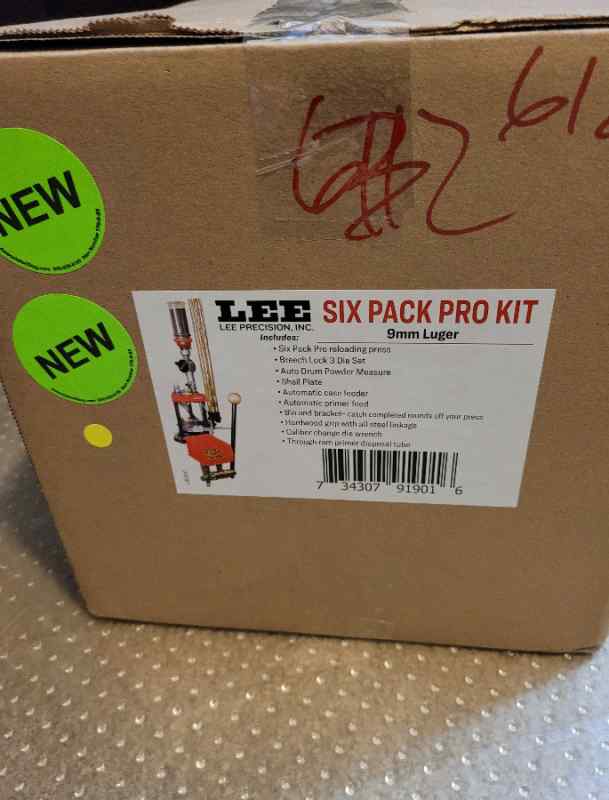 NEW
NEW
LEE SIX PACK PRO KIT
LEE PRECISION, INC.
9mm Luger
Includes:
• Six Pack Pro reloading press
• Breech Lock 3 Die Set
• Auto Drum Powder Measure
• Shell Plate
• Automatic case feeder
• Automatic primer feed
• Bin and bracket– catch completed rounds off your press
• Hardwood grip with all steel linkage
• Caliber change die wrench
• Through ram primer disposal tube
7 34307 91901 6